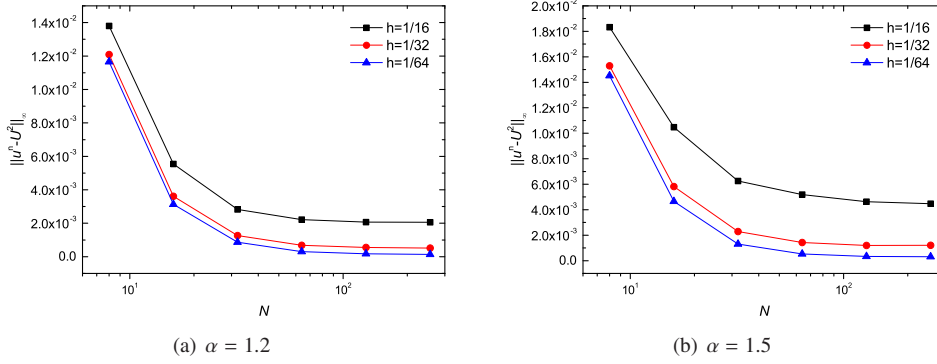 1.4x10⁻²
1.2x10⁻²
1.0x10⁻²
8.0x10⁻³
6.0x10⁻³
4.0x10⁻³
2.0x10⁻³
0.0
||uⁿ-U²||∞
h=1/16
h=1/32
h=1/64
10¹
10²
N
(a) α = 1.2
2.0x10⁻²
1.8x10⁻²
1.6x10⁻²
1.4x10⁻²
1.2x10⁻²
1.0x10⁻²
8.0x10⁻³
6.0x10⁻³
4.0x10⁻³
2.0x10⁻³
0.0
||uⁿ-U²||∞
h=1/16
h=1/32
h=1/64
10¹
10²
N
(b) α = 1.5